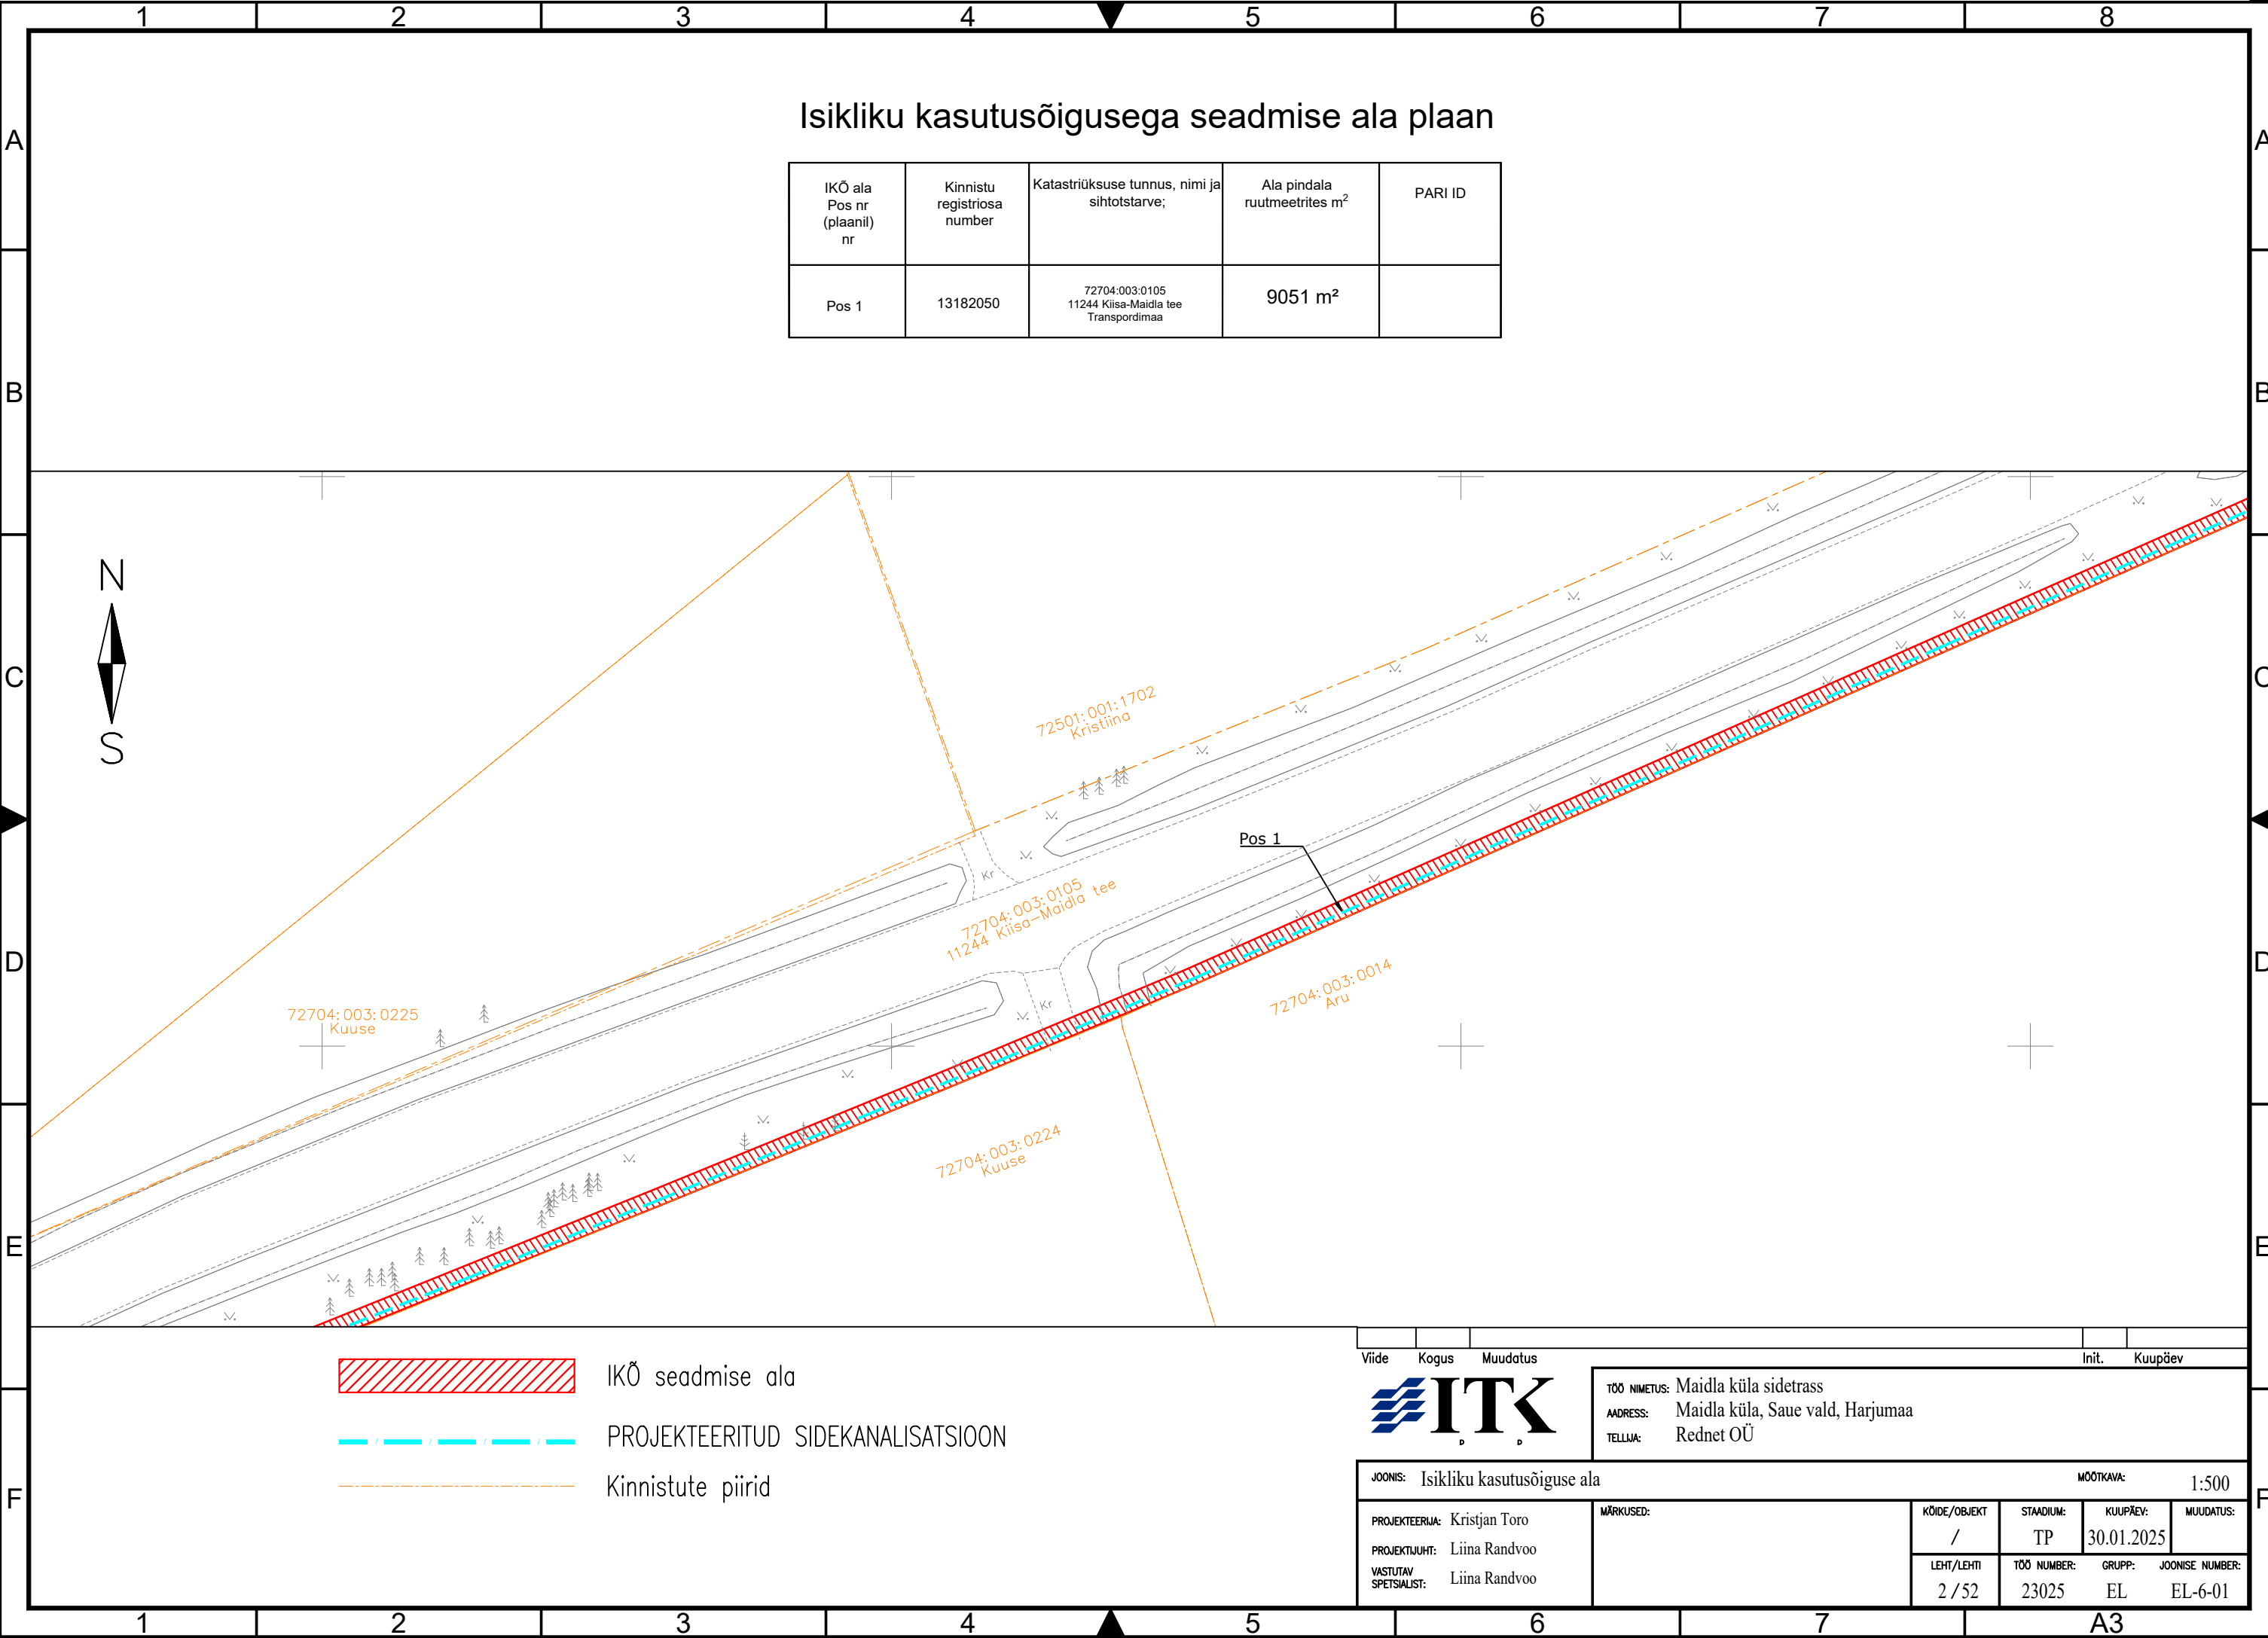 1 2 3 4 5 6 7 8
A A
B B
C C
D D
E E
F F
Isikliku kasutusõigusega seadmise ala plaan
IKÕ ala
Pos nr
(plaanil)
nr
Kinnistu
registriosa
number
Katastriüksuse tunnus, nimi ja
sihtotstarve;
Ala pindala
ruutmeetrites m²
PARI ID
Pos 1
13182050
72704:003:0105
11244 Kiisa-Maidla tee
Transpordimaa
9051 m²
N
S
72501:001:1702
Kristiina
Pos 1
Kr
72704:003:0105
11244 Kiisa-Maidla tee
Kr
72704:003:0014
Aru
72704:003:0225
Kuuse
72704:003:0224
Kuuse
IKÕ seadmise ala
PROJEKTEERITUD SIDEKANALISATSIOON
Kinnistute piirid
Viide Kogus Muudatus Init. Kuupäev
ITK
D D
TÖÖ NIMETUS: Maidla küla sidetrass
AADRESS: Maidla küla, Saue vald, Harjumaa
TELLIJA: Rednet OÜ
JOONIS: Isikliku kasutusõiguse ala
MÕÕTKAVA: 1:500
PROJEKTEERIJA: Kristjan Toro
PROJEKTIJUHT: Liina Randvoo
VASTUTAV
SPETSIALIST: Liina Randvoo
MÄRKUSED:
KÖIDE/OBJEKT STAADIUM: KUUPÄEV: MUUDATUS:
/ TP 30.01.2025
LEHT/LEHTI TÖÖ NUMBER: GRUPP: JOONISE NUMBER:
2 / 52 23025 EL EL-6-01
1 2 3 4 5 6 7 A3